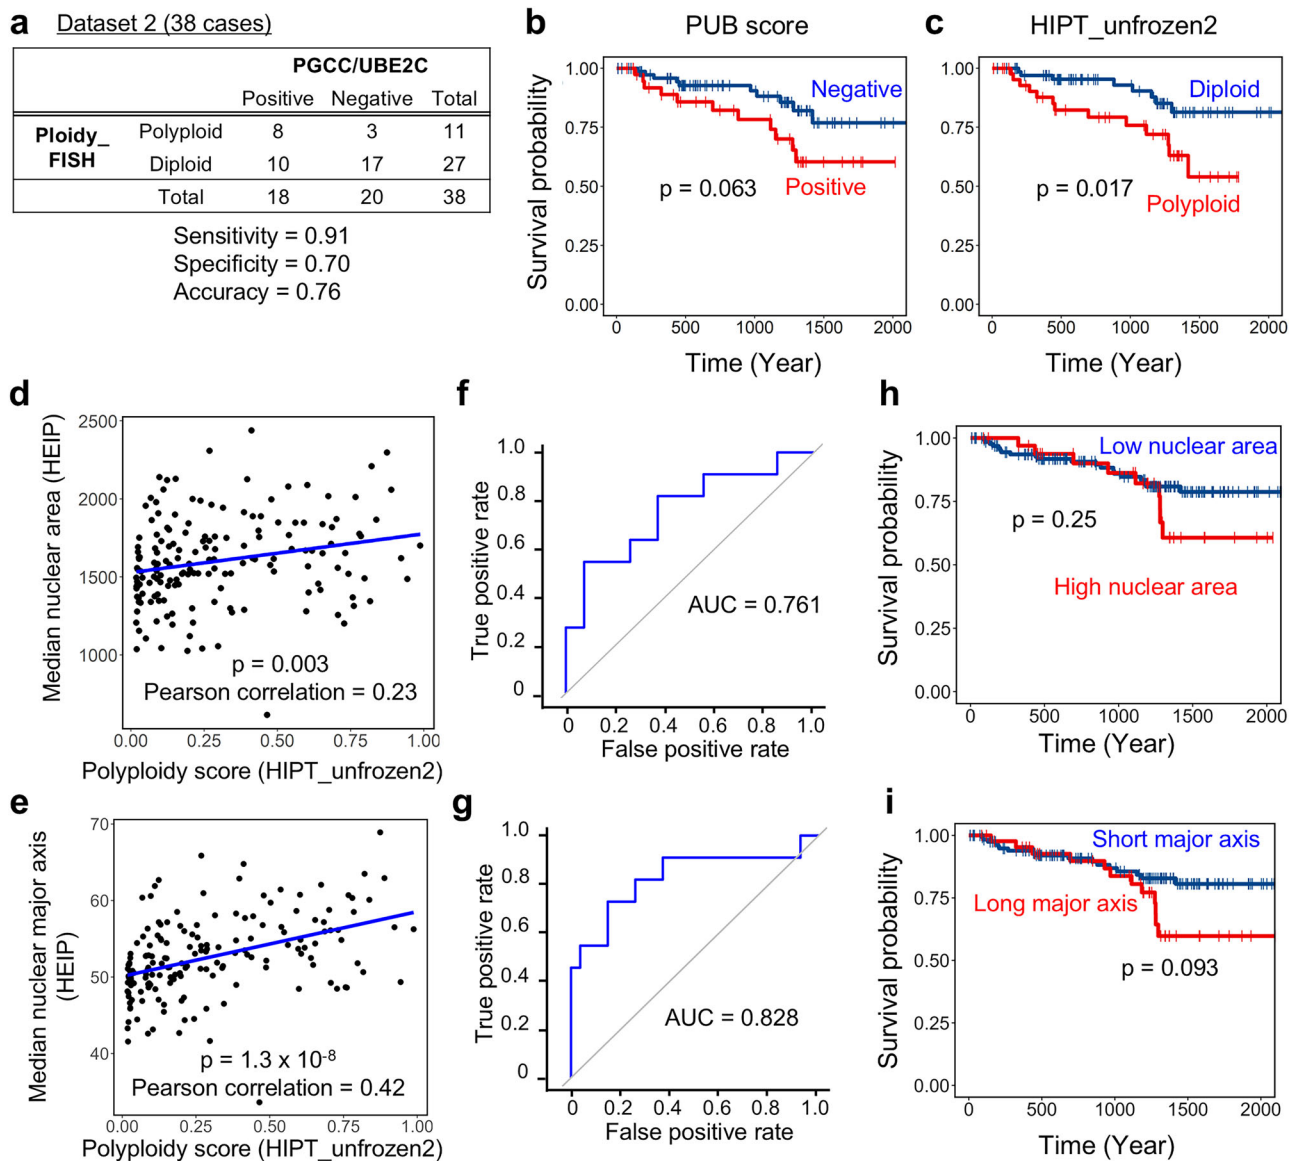 a Dataset 2 (38 cases)
PGCC/UBE2C
Positive Negative Total
Ploidy_
FISH
Polyploid 8 3 11
Diploid 10 17 27
Total 18 20 38
Sensitivity = 0.91
Specificity = 0.70
Accuracy = 0.76
b PUB score
Survival probability
1.00
0.75
0.50
0.25
0.00
Negative
p = 0.063
Positive
0 500 1000 1500 2000
Time (Year)
c HIPT_unfrozen2
1.00
0.75
0.50
0.25
0.00
Diploid
p = 0.017
Polyploid
0 500 1000 1500 2000
Time (Year)
d
Median nuclear area (HEIP)
2500
2000
1500
1000
p = 0.003
Pearson correlation = 0.23
0.00 0.25 0.50 0.75 1.00
Polyploidy score (HIPT_unfrozen2)
f
True positive rate
1.0
0.8
0.6
0.4
0.2
0
AUC = 0.761
0 0.2 0.4 0.6 0.8 1.0
False positive rate
h
Survival probability
1.00
0.75
0.50
0.25
0.00
Low nuclear area
p = 0.25
High nuclear area
0 500 1000 1500 2000
Time (Year)
e
Median nuclear major axis
(HEIP)
70
60
50
40
p = 1.3 x 10-8
Pearson correlation = 0.42
0.00 0.25 0.50 0.75 1.00
Polyploidy score (HIPT_unfrozen2)
g
True positive rate
1.0
0.8
0.6
0.4
0.2
0
AUC = 0.828
0 0.2 0.4 0.6 0.8 1.0
False positive rate
i
Survival probability
1.00
0.75
0.50
0.25
0.00
Short major axis
Long major axis
p = 0.093
0 500 1000 1500 2000
Time (Year)